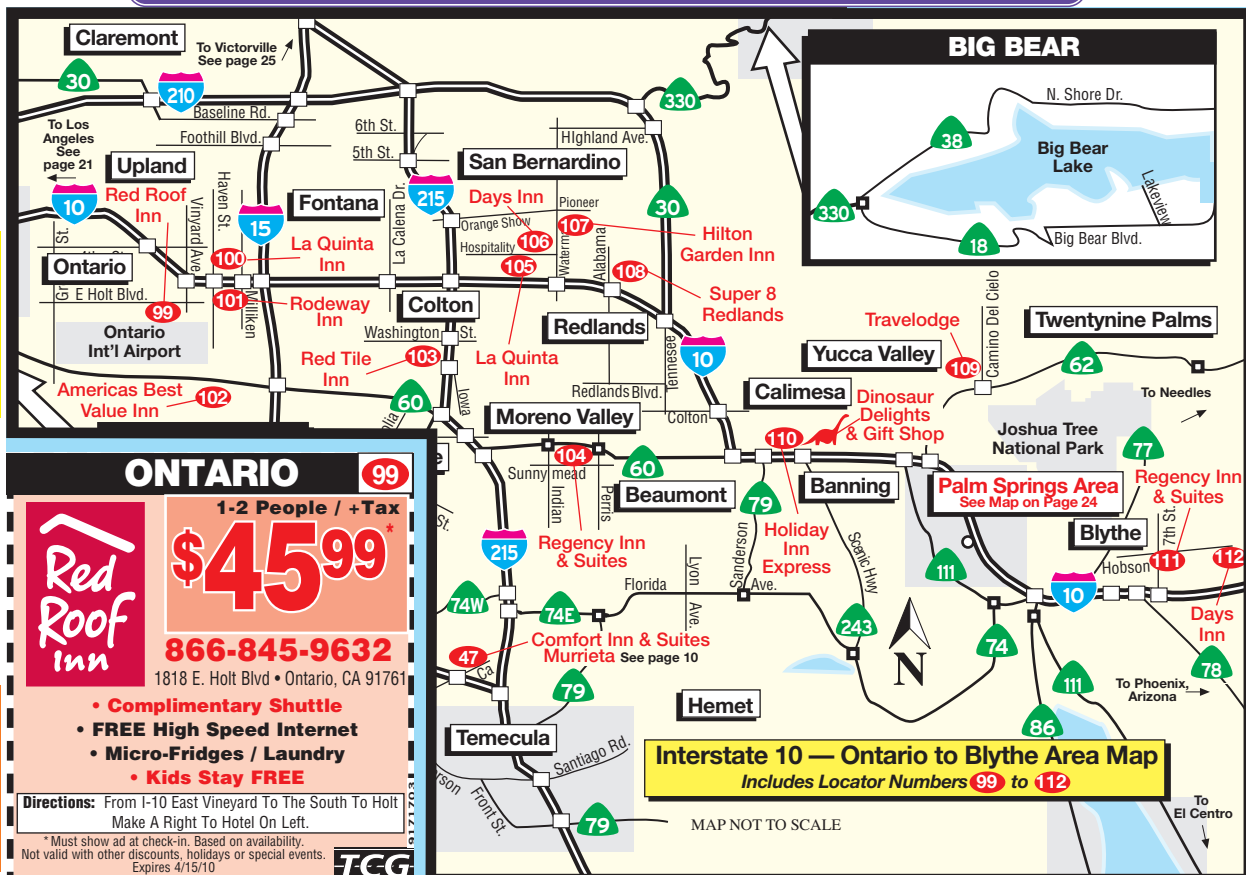 Claremont
To Victorville
See page 25
30
210
Baseline Rd.
Foothill Blvd.
To Los
Angeles
See
page 21
Upland
10
Red Roof
Inn
Vineyard Ave.
Haven St.
15
Fontana
La Calena Dr.
6th St.
5th St.
215
San Bernardino
HIghland Ave.
330
30
Days Inn
Pioneer
Orange Show
106
107
Hospitality
105
Waterm
Alabama
Hilton
Garden Inn
108
Super 8
Redlands
100
La Quinta
Inn
St.
Ontario
Gr
E Holt Blvd.
99
101
Milliken
Rodeway
Inn
Ontario
Int'l Airport
Colton
Washington St.
Red Tile
Inn
103
La Quinta
Inn
Redlands
Tennesee
10
Redlands Blvd.
Colton
Americas Best
Value Inn
102
60
Iowa
olia
BIG BEAR
N. Shore Dr.
38
Big Bear
Lake
Lakeview
330
18
Big Bear Blvd.
Travelodge
109
Camino Del Cielo
Twentynine Palms
62
Yucca Valley
To Needles
Calimesa
Dinosaur
Delights
& Gift Shop
Joshua Tree
National Park
77
Moreno Valley
104
Sunnymead
Indian
Perris
60
Beaumont
110
79
Banning
Palm Springs Area
See Map on Page 24
Regency Inn
& Suites
Blythe
7th St.
Hobson
111
112
Days
Inn
e
St.
215
Regency Inn
& Suites
Holiday
Inn
Express
Sanderson
Scenic Hwy
111
10
74W
74E
Florida Ave.
Lyon Ave.
243
N
74
78
47
Comfort Inn & Suites
Murrieta See page 10
Ca
79
To Phoenix,
Arizona
111
86
Hemet
Temecula
Santiago Rd.
erson
Front St.
79
Interstate 10 — Ontario to Blythe Area Map
Includes Locator Numbers 99 to 112
MAP NOT TO SCALE
To
El Centro
ONTARIO 99
Red
Roof
Inn
1-2 People / +Tax
$4599*
866-845-9632
1818 E. Holt Blvd • Ontario, CA 91761
• Complimentary Shuttle
• FREE High Speed Internet
• Micro-Fridges / Laundry
• Kids Stay FREE
Directions: From I-10 East Vineyard To The South To Holt
Make A Right To Hotel On Left.
* Must show ad at check-in. Based on availability.
Not valid with other discounts, holidays or special events.
Expires 4/15/10
TCG